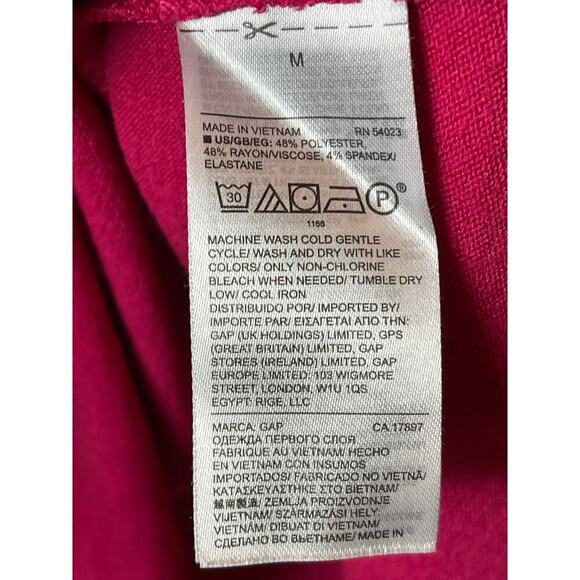 M
MADE IN VIETNAM RN 54023
■ US/GB/EG: 48% POLYESTER,
48% RAYON/VISCOSE, 4% SPANDEX/
ELASTANE
30 P ®
1166
MACHINE WASH COLD GENTLE
CYCLE/ WASH AND DRY WITH LIKE
COLORS/ ONLY NON-CHLORINE
BLEACH WHEN NEEDED/ TUMBLE DRY
LOW/ COOL IRON
DISTRIBUIDO POR/ IMPORTED BY/
IMPORTE PAR/ ΕΙΣΑΓΕΤΑΙ ΑΠΟ ΤΗΝ:
GAP (UK HOLDINGS) LIMITED, GPS
(GREAT BRITAIN) LIMITED, GAP
STORES (IRELAND) LIMITED, GAP
EUROPE LIMITED: 103 WIGMORE
STREET, LONDON, W1U 1QS
EGYPT: RIGE, LLC
MARCA: GAP CA 17897
ОДЕЖДА ПЕРВОГО СЛОЯ
FABRIQUE AU VIETNAM/ HECHO
EN VIETNAM CON INSUMOS
IMPORTADOS/ FABRICADO NO VIETNÃ/
ΚΑΤΑΣΚΕΥΑΣΤΗΚΕ ΣΤΟ ΒΙΕΤΝΑΜ/
越南製造/ ZEMLJA PROIZVODNJE
VIJETNAM/ SZÁRMAZÁSI HELY:
VIETNÁM/ DIBUAT DI VIETNAM/
СДЕЛАНО ВО ВЬЕТНАМЕ/ MADE IN